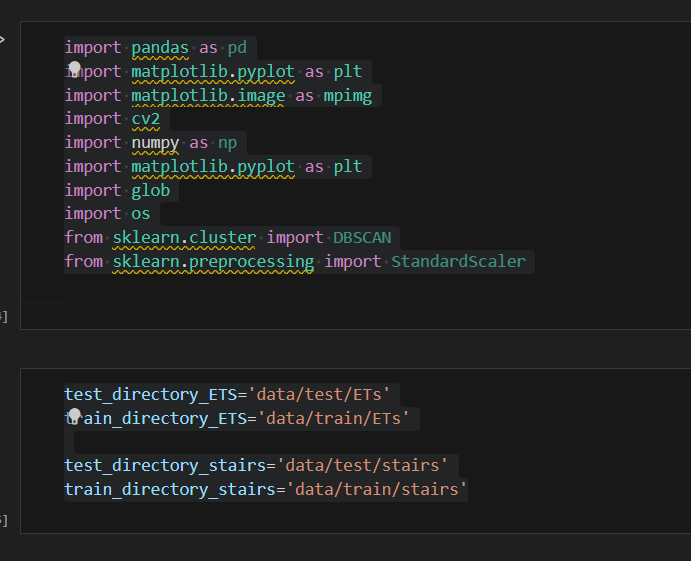 import pandas as pd
import matplotlib.pyplot as plt
import matplotlib.image as mpimg
import cv2
import numpy as np
import matplotlib.pyplot as plt
import glob
import os
from sklearn.cluster import DBSCAN
from sklearn.preprocessing import StandardScaler
]
test_directory_ETS='data/test/ETs'
train_directory_ETS='data/train/ETs'
test_directory_stairs='data/test/stairs'
train_directory_stairs='data/train/stairs'
]